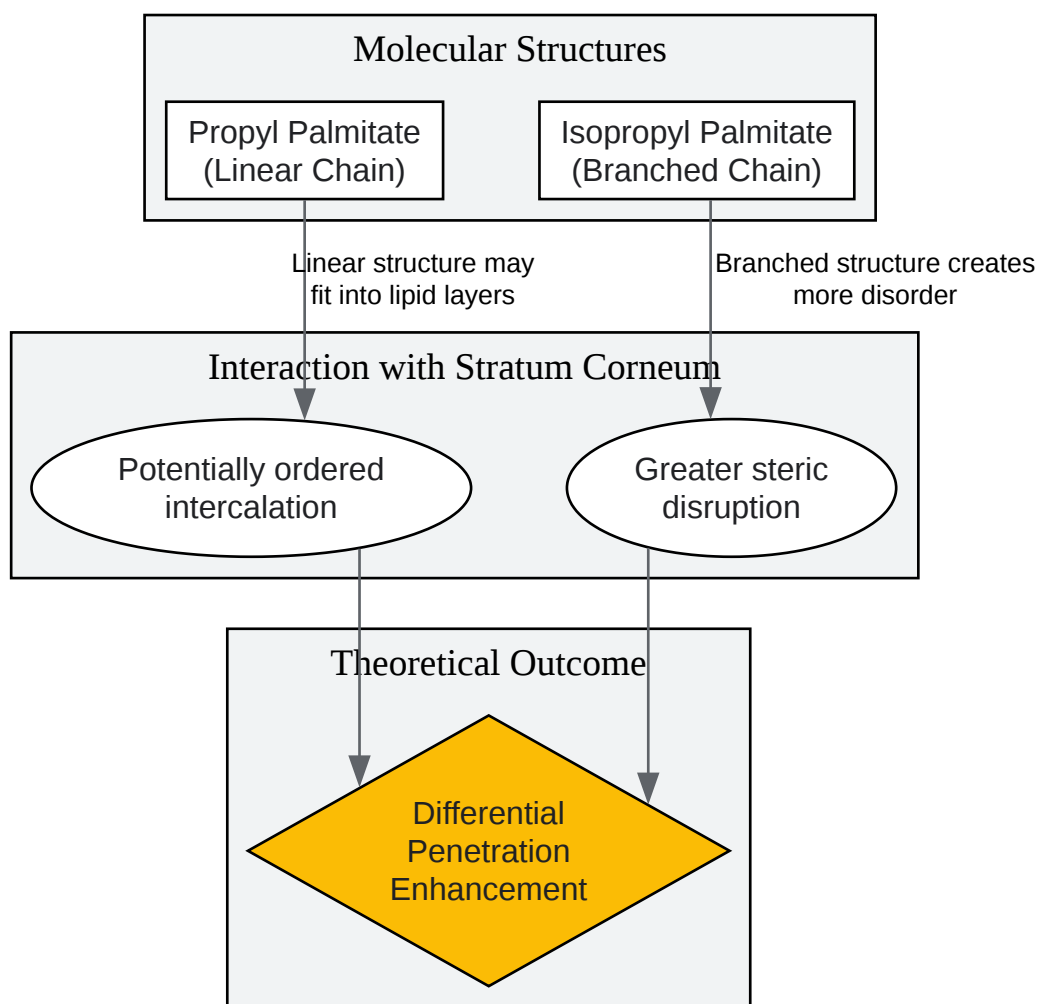 Molecular Structures
Propyl Palmitate
(Linear Chain)
Isopropyl Palmitate
(Branched Chain)
Linear structure may
fit into lipid layers
Branched structure creates
more disorder
Interaction with Stratum Corneum
Potentially ordered
intercalation
Greater steric
disruption
Theoretical Outcome
Differential
Penetration
Enhancement